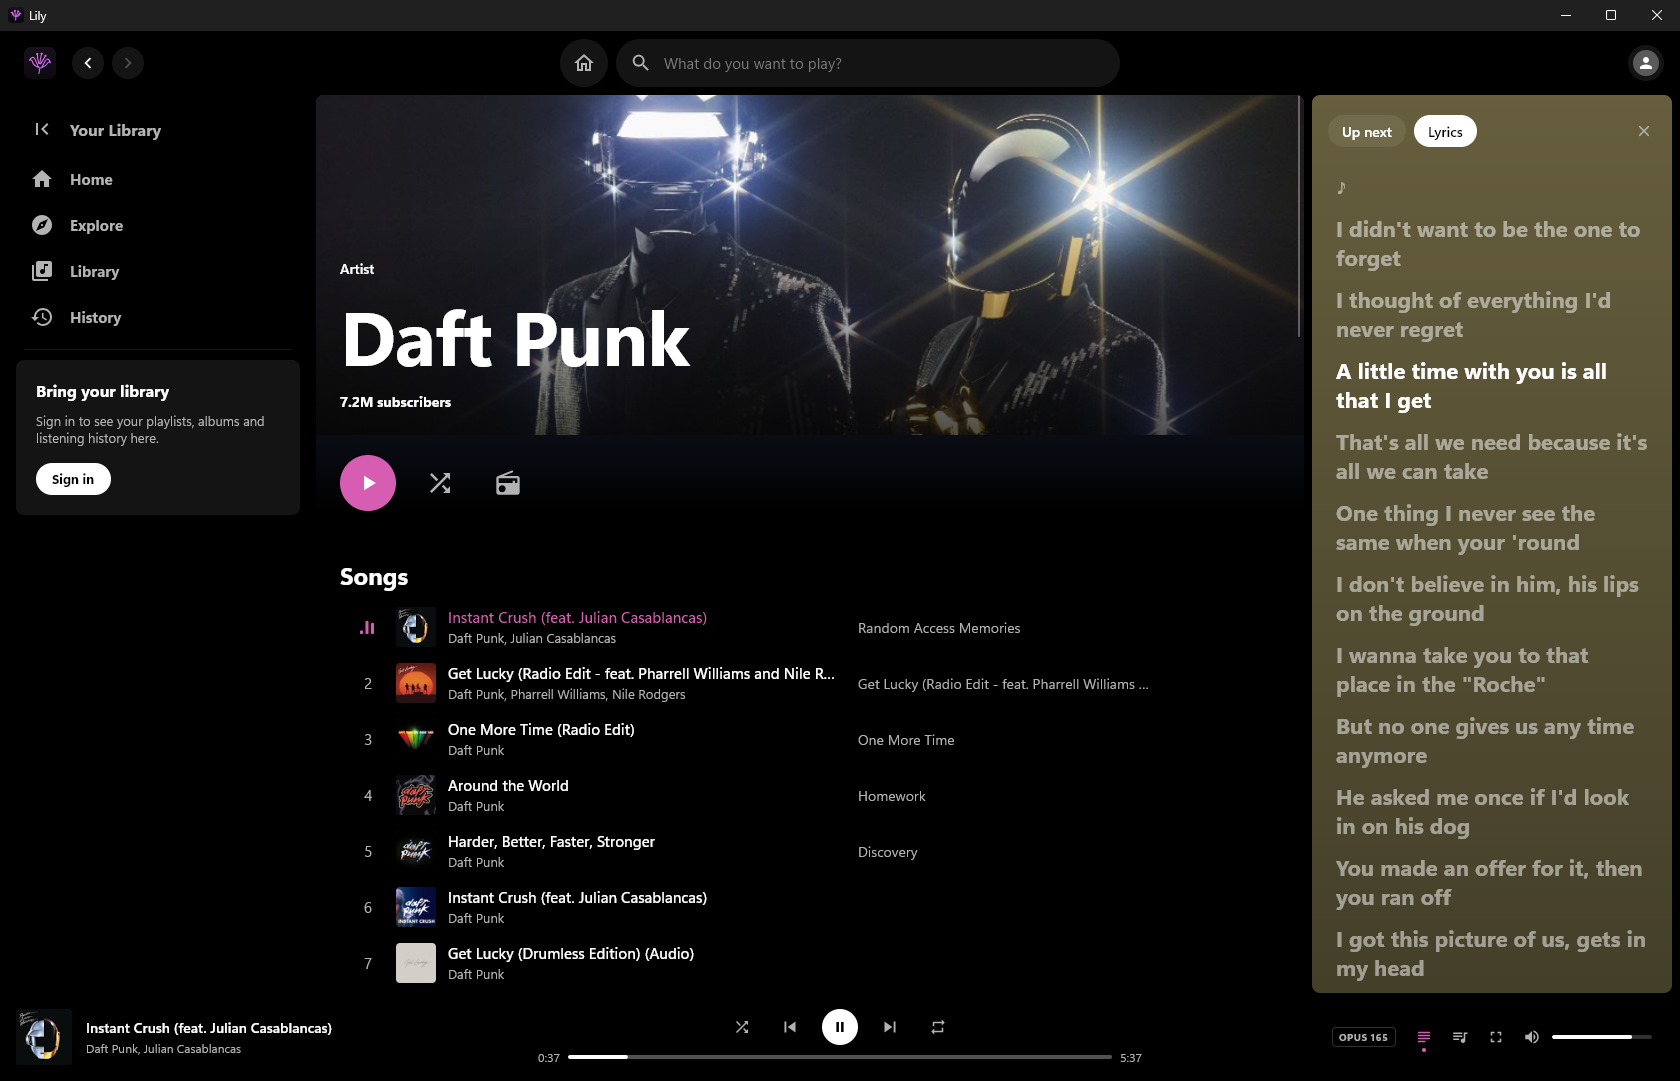 Lily
What do you want to play?
Your Library
Home
Explore
Library
History
Bring your library
Sign in to see your playlists, albums and
listening history here.
Sign in
Artist
Daft Punk
7.2M subscribers
Songs
Instant Crush (feat. Julian Casablancas)
Daft Punk, Julian Casablancas
Random Access Memories
2
Get Lucky (Radio Edit - feat. Pharrell Williams and Nile R...
Daft Punk, Pharrell Williams, Nile Rodgers
Get Lucky (Radio Edit - feat. Pharrell Williams ...
3
One More Time (Radio Edit)
Daft Punk
One More Time
4
Around the World
Daft Punk
Homework
daft
punk
5
Harder, Better, Faster, Stronger
Daft Punk
Discovery
daft
punk
6
Instant Crush (feat. Julian Casablancas)
Daft Punk
daft
punk
INSTANT CRUSH
7
Get Lucky (Drumless Edition) (Audio)
Daft Punk
Up next
Lyrics
♪
I didn't want to be the one to
forget
I thought of everything I'd
never regret
A little time with you is all
that I get
That's all we need because it's
all we can take
One thing I never see the
same when your 'round
I don't believe in him, his lips
on the ground
I wanna take you to that
place in the "Roche"
But no one gives us any time
anymore
He asked me once if I'd look
in on his dog
You made an offer for it, then
you ran off
I got this picture of us, gets in
my head
Instant Crush (feat. Julian Casablancas)
Daft Punk, Julian Casablancas
0:37
5:37
OPUS 165